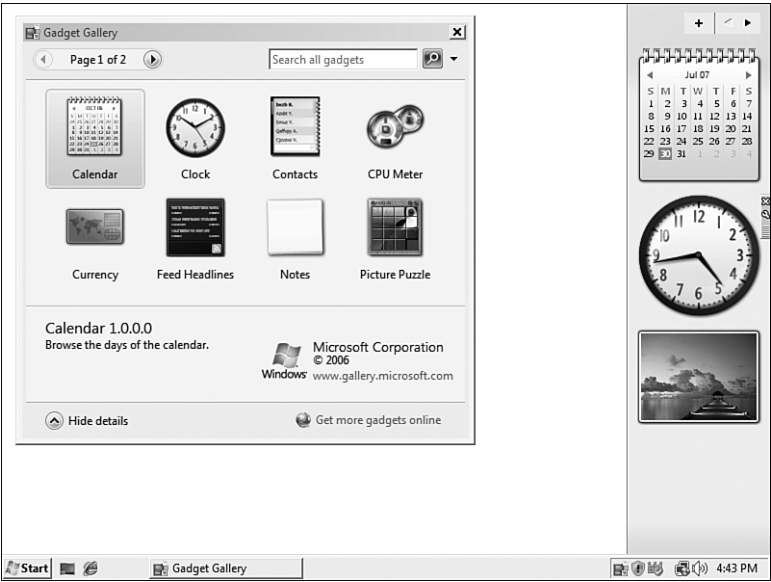 Gadget Gallery
Page 1 of 2
Search all gadgets
Calendar
Clock
Contacts
CPU Meter
Currency
Feed Headlines
Notes
Picture Puzzle
Calendar 1.0.0.0
Browse the days of the calendar.
Microsoft Corporation
© 2006
Windows
www.gallery.microsoft.com
Hide details
Get more gadgets online
Jul 07
S M T W T F S
1 2 3 4 5 6 7
8 9 10 11 12 13 14
15 16 17 18 19 20 21
22 23 24 25 26 27 28
29 30 31 1 2 3 4
12
1
2
3
4
5
6
7
8
9
10
11
Start
Gadget Gallery
4:43 PM